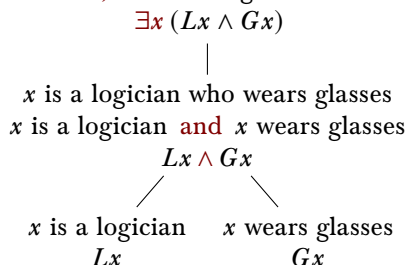 ∃x (Lx ∧ Gx)
x is a logician who wears glasses
x is a logician and x wears glasses
Lx ∧ Gx
x is a logician x wears glasses
Lx Gx